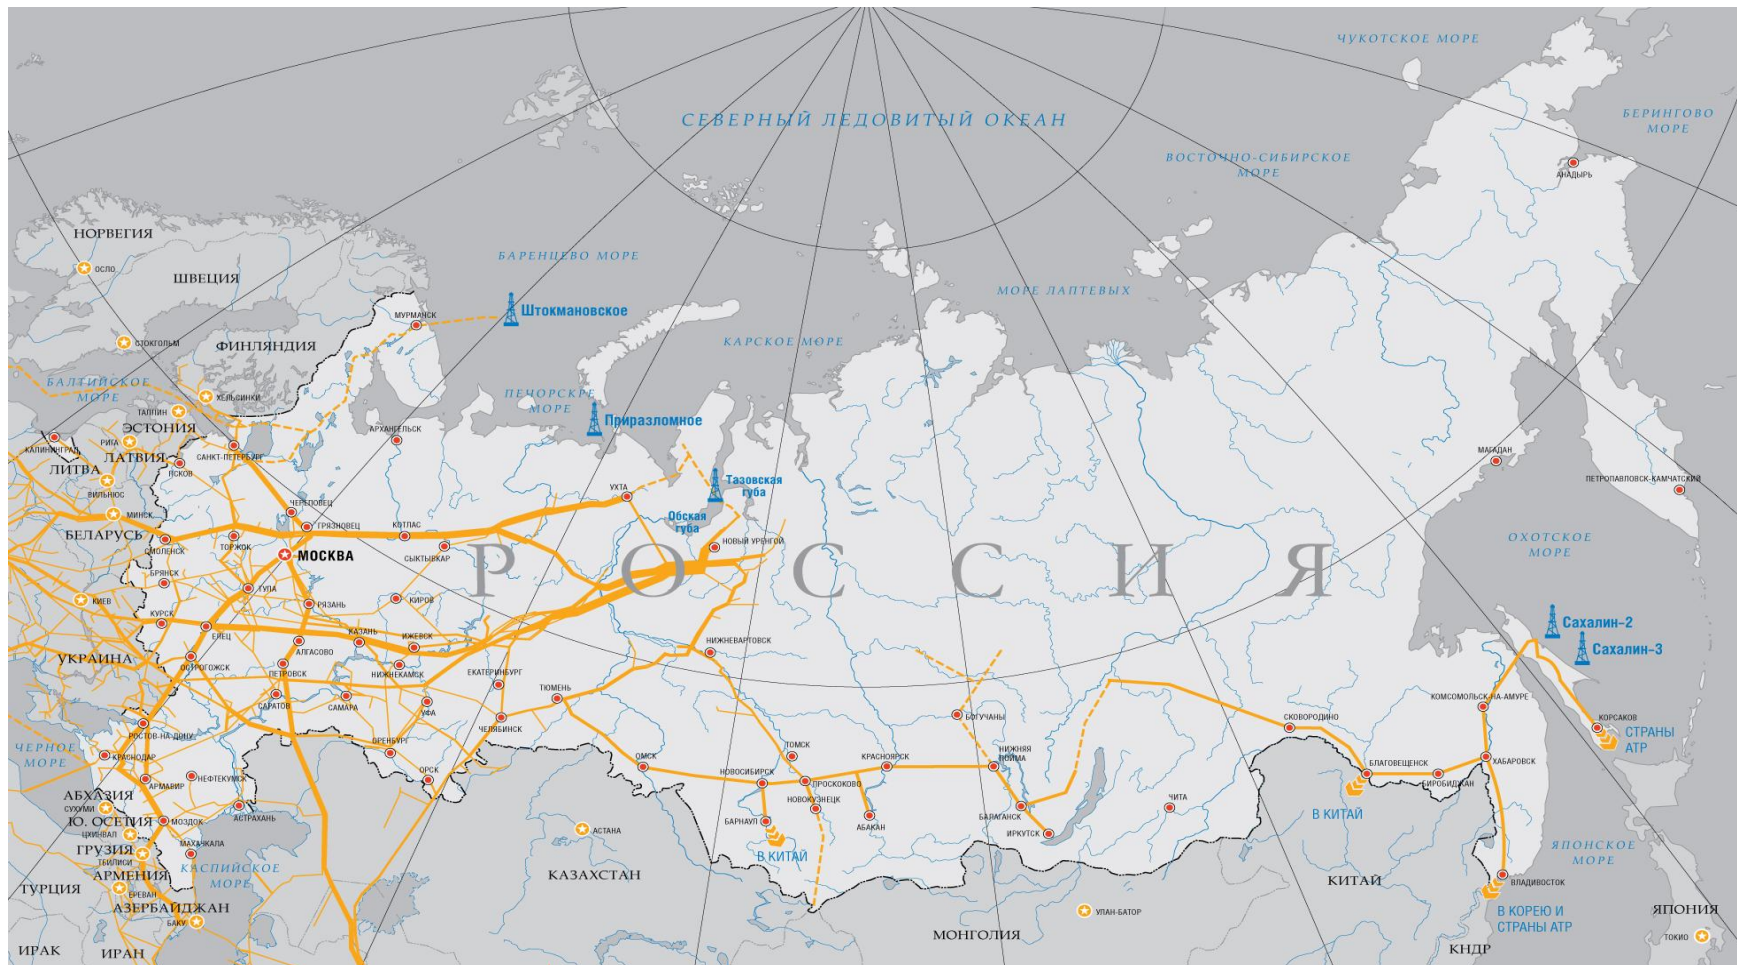 ЧУКОТСКОЕ МОРЕ
СЕВЕРНЫЙ ЛЕДОВИТЫЙ ОКЕАН
БЕРИНГОВО
МОРЕ
ВОСТОЧНО-СИБИРСКОЕ
МОРЕ
АНАДЫРЬ
НОРВЕГИЯ
ОСЛО
ШВЕЦИЯ
БАРЕНЦЕВО МОРЕ
МОРЕ ЛАПТЕВЫХ
Штокмановское
МУРМАНСК
СТОКГОЛЬМ
ФИНЛЯНДИЯ
КАРСКОЕ МОРЕ
БАЛТИЙСКОЕ
МОРЕ
ХЕЛЬСИНКИ
ПЕЧОРСКРЕ
МОРЕ
Приразломное
ТАЛЛИН
ЭСТОНИЯ
АРХАНГЕЛЬСК
РИГА
КАЛИНИНГРАД
ЛАТВИЯ
САНКТ-ПЕТЕРБУРГ
ЛИТВА
ПСКОВ
МАГАДАН
ВИЛЬНЮС
УХТА
Тазовская
губа
ПЕТРОПАВЛОВСК-КАМЧАТСКИЙ
ЧЕРЕПОВЕЦ
МИНСК
ГРЯЗОВЕЦ
КОТЛАС
Обская
губа
БЕЛАРУСЬ
СМОЛЕНСК
ТОРЖОК
МОСКВА
СЫКТЫВКАР
НОВЫЙ УРЕНГОЙ
ОХОТСКОЕ
МОРЕ
РОССИЯ
БРЯНСК
ТУЛА
КИЕВ
РЯЗАНЬ
КИРОВ
КУРСК
ЕЛЕЦ
КАЗАНЬ
ИЖЕВСК
НИЖНЕВАРТОВСК
Сахалин-2
Сахалин-3
УКРАИНА
ОСТРОГОЖСК
АЛГАСОВО
ПЕТРОВСК
НИЖНЕКАМСК
ЕКАТЕРИНБУРГ
ТЮМЕНЬ
САРАТОВ
САМАРА
УФА
ЧЕЛЯБИНСК
БОГУЧАНЫ
СКОВОРОДИНО
КОМСОМОЛЬСК-НА-АМУРЕ
КОРСАКОВ
СТРАНЫ
АТР
РОСТОВ-НА-ДОНУ
ЧЕРНОЕ
МОРЕ
КРАСНОДАР
ОРЕНБУРГ
ОРСК
ОМСК
ТОМСК
КРАСНОЯРСК
НИЖНЯЯ
ПОЙМА
НОВОСИБИРСК
ПРОСКОКОВО
БЛАГОВЕЩЕНСК
ХАБАРОВСК
БИРОБИДЖАН
АРМАВИР
НЕФТЕКУМСК
АБХАЗИЯ
СУХУМИ
АСТРАХАНЬ
НОВОКУЗНЕЦК
БАРНАУЛ
АБАКАН
БАЛАГАНСК
ИРКУТСК
ЧИТА
В КИТАЙ
Ю. ОСЕТИЯ
ЦХИНВАЛ
МОЗДОК
АСТАНА
ГРУЗИЯ
ТБИЛИСИ
МАХАЧКАЛА
В КИТАЙ
ЯПОНСКОЕ
МОРЕ
АРМЕНИЯ
ЕРЕВАН
КАСПИЙСКОЕ
МОРЕ
КАЗАХСТАН
КИТАЙ
ВЛАДИВОСТОК
ТУРЦИЯ
АЗЕРБАЙДЖАН
БАКУ
УЛАН-БАТОР
МОНГОЛИЯ
В КОРЕЮ И
СТРАНЫ АТР
ЯПОНИЯ
ТОКИО
ИРАК
ИРАН
КНДР